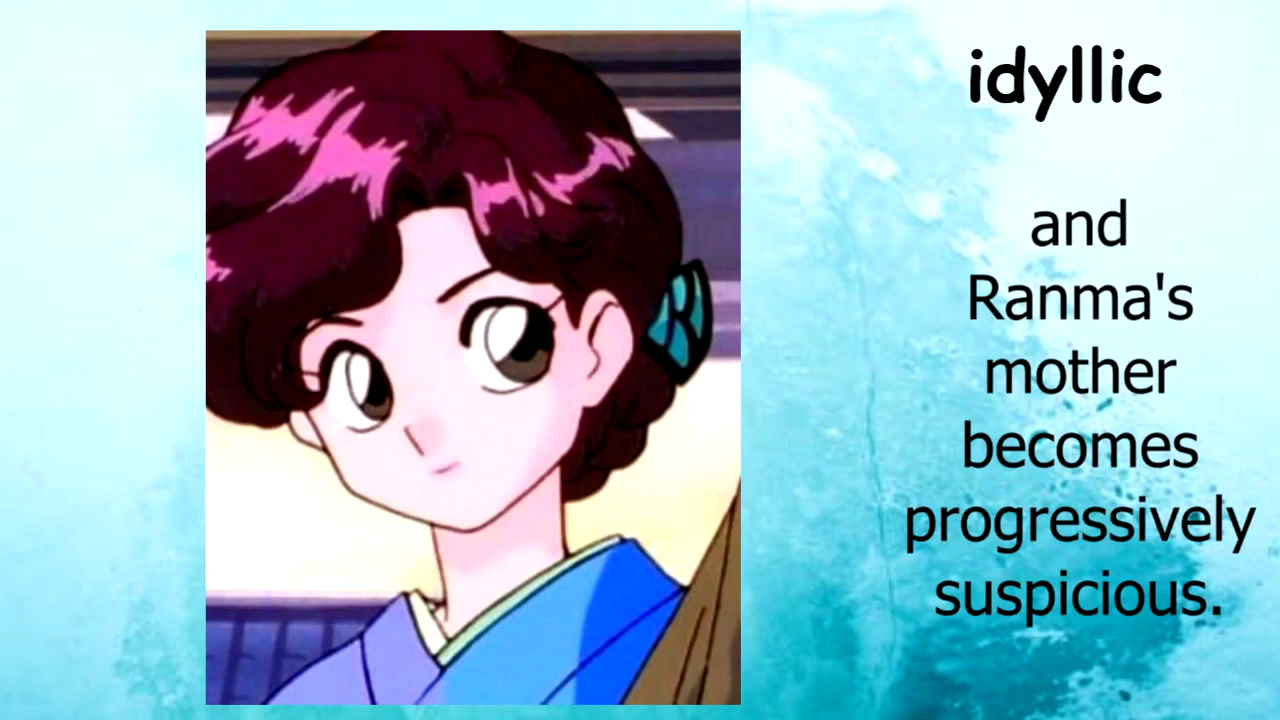 idyllic
and
Ranma's
mother
becomes
progressively
suspicious.